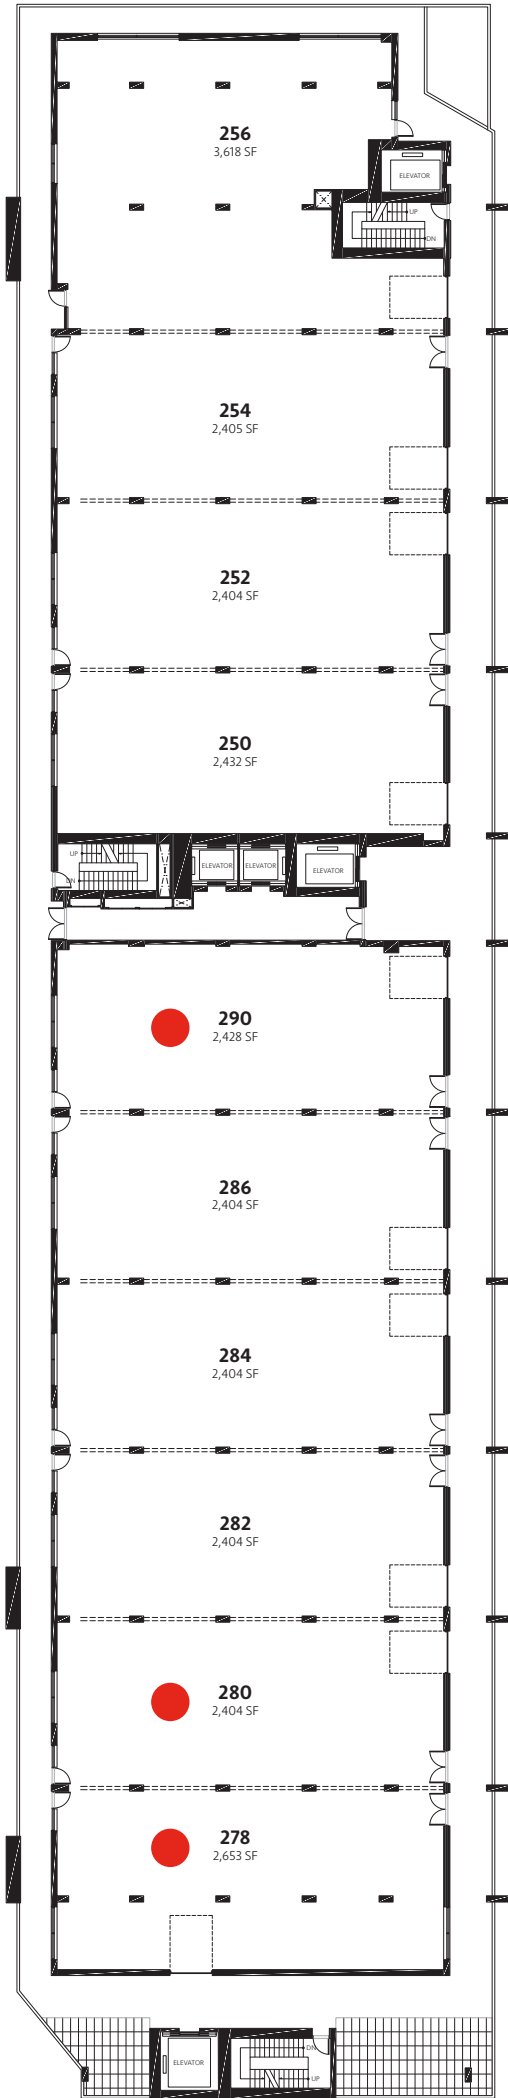 256
3,618 SF
ELEVATOR
UP
DN
254
2,405 SF
252
2,404 SF
250
2,432 SF
UP
DN
ELEVATOR
ELEVATOR
ELEVATOR
290
2,428 SF
286
2,404 SF
284
2,404 SF
282
2,404 SF
280
2,404 SF
278
2,653 SF
ELEVATOR
DN
UP